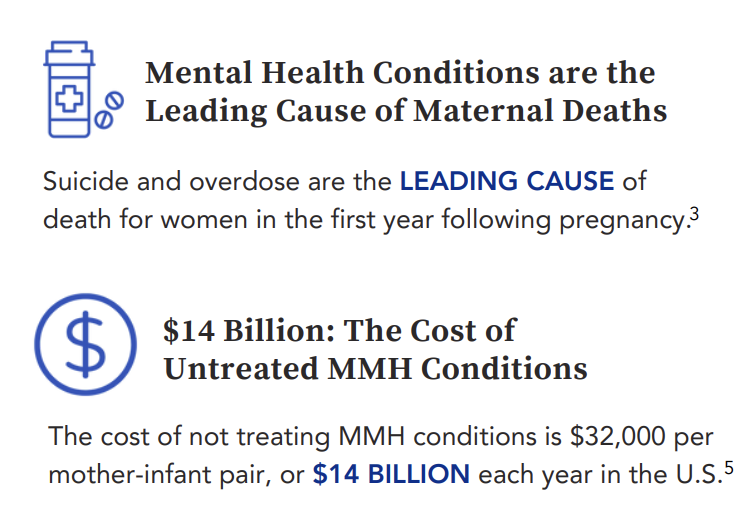 Mental Health Conditions are the
Leading Cause of Maternal Deaths
Suicide and overdose are the LEADING CAUSE of
death for women in the first year following pregnancy.3
$
$14 Billion: The Cost of
Untreated MMH Conditions
The cost of not treating MMH conditions is $32,000 per
mother-infant pair, or $14 BILLION each year in the U.S.5